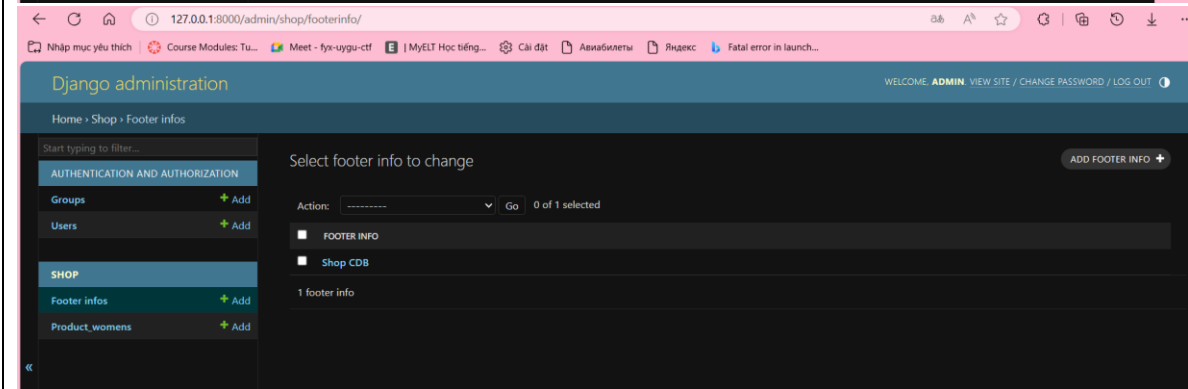 127.0.0.1:8000/admin/shop/footerinfo/
Nhập mục yêu thích
Course Modules: Tu...
Meet - fyx-uygu-ctf
| MyELT Học tiếng...
Cài đặt
Авиабилеты
Яндекс
Fatal error in launch...
Django administration
WELCOME, ADMIN. VIEW SITE / CHANGE PASSWORD / LOG OUT
Home › Shop › Footer infos
Start typing to filter...
AUTHENTICATION AND AUTHORIZATION
Groups + Add
Users + Add
SHOP
Footer infos + Add
Product_womens + Add
«
Select footer info to change
ADD FOOTER INFO +
Action: --------- Go 0 of 1 selected
FOOTER INFO
Shop CDB
1 footer info